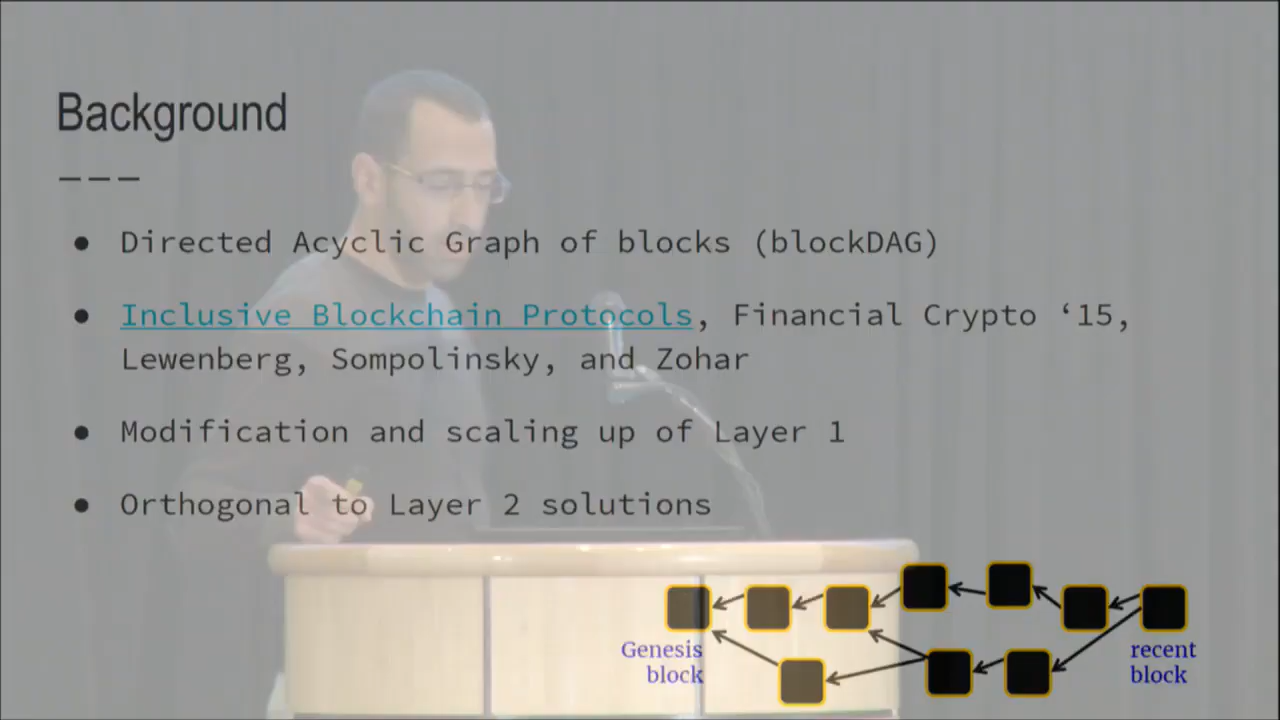 Background
---
● Directed Acyclic Graph of blocks (blockDAG)
● Inclusive Blockchain Protocols, Financial Crypto ‘15,
Lewenberg, Sompolinsky, and Zohar
● Modification and scaling up of Layer 1
● Orthogonal to Layer 2 solutions
Genesis
block
recent
block